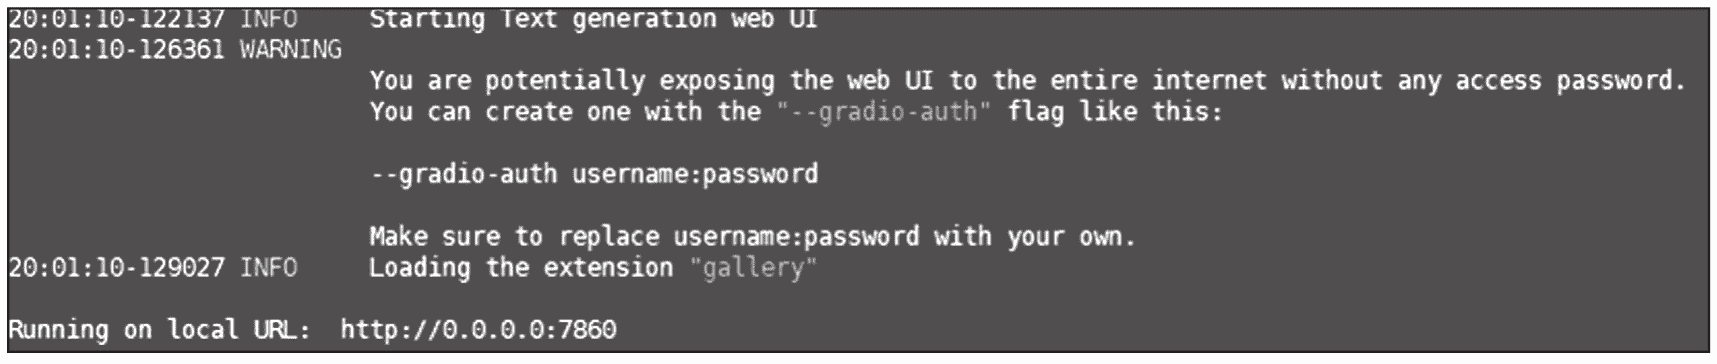 20:01:10-122137 INFO     Starting Text generation web UI
20:01:10-126361 WARNING
You are potentially exposing the web UI to the entire internet without any access password.
You can create one with the "--gradio-auth" flag like this:
--gradio-auth username:password
Make sure to replace username:password with your own.
20:01:10-129027 INFO     Loading the extension "gallery"
Running on local URL:  http://0.0.0.0:7860